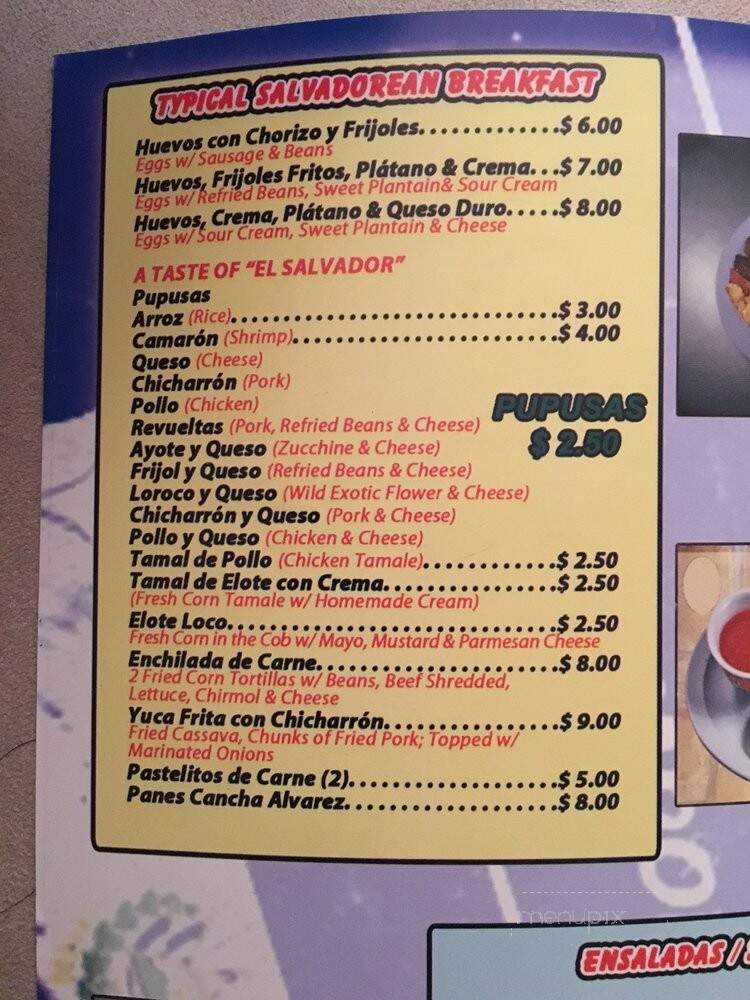 TYPICAL SALVADOREAN BREAKFAST
Huevos con Chorizo y Frijoles.............$ 6.00
Eggs w/ Sausage & Beans
Huevos, Frijoles Fritos, Plátano & Crema...$ 7.00
Eggs w/ Refried Beans, Sweet Plantain& Sour Cream
Huevos, Crema, Plátano & Queso Duro.....$ 8.00
Eggs w/ Sour Cream, Sweet Plantain & Cheese
A TASTE OF "EL SALVADOR"
Pupusas
Arroz (Rice)................................$ 3.00
Camarón (Shrimp)..........................$ 4.00
Queso (Cheese)
Chicharrón (Pork)
Pollo (Chicken)
PUPUSAS
Revueltas (Pork, Refried Beans & Cheese)
$ 2.50
Ayote y Queso (Zucchine & Cheese)
Frijol y Queso (Refried Beans & Cheese)
Loroco y Queso (Wild Exotic Flower & Cheese)
Chicharrón y Queso (Pork & Cheese)
Pollo y Queso (Chicken & Cheese)
Tamal de Pollo (Chicken Tamale).............$ 2.50
Tamal de Elote con Crema.................$ 2.50
(Fresh Corn Tamale w/ Homemade Cream)
Elote Loco.................................$ 2.50
Fresh Corn in the Cob w/ Mayo, Mustard & Parmesan Cheese
Enchilada de Carne........................$ 8.00
2 Fried Corn Tortillas w/ Beans, Beef Shredded,
Lettuce, Chirmol & Cheese
Yuca Frita con Chicharrón.................$ 9.00
Fried Cassava, Chunks of Fried Pork; Topped w/
Marinated Onions
Pastelitos de Carne (2).....................$ 5.00
Panes Cancha Alvarez.....................$ 8.00
menupix
ENSALADAS /